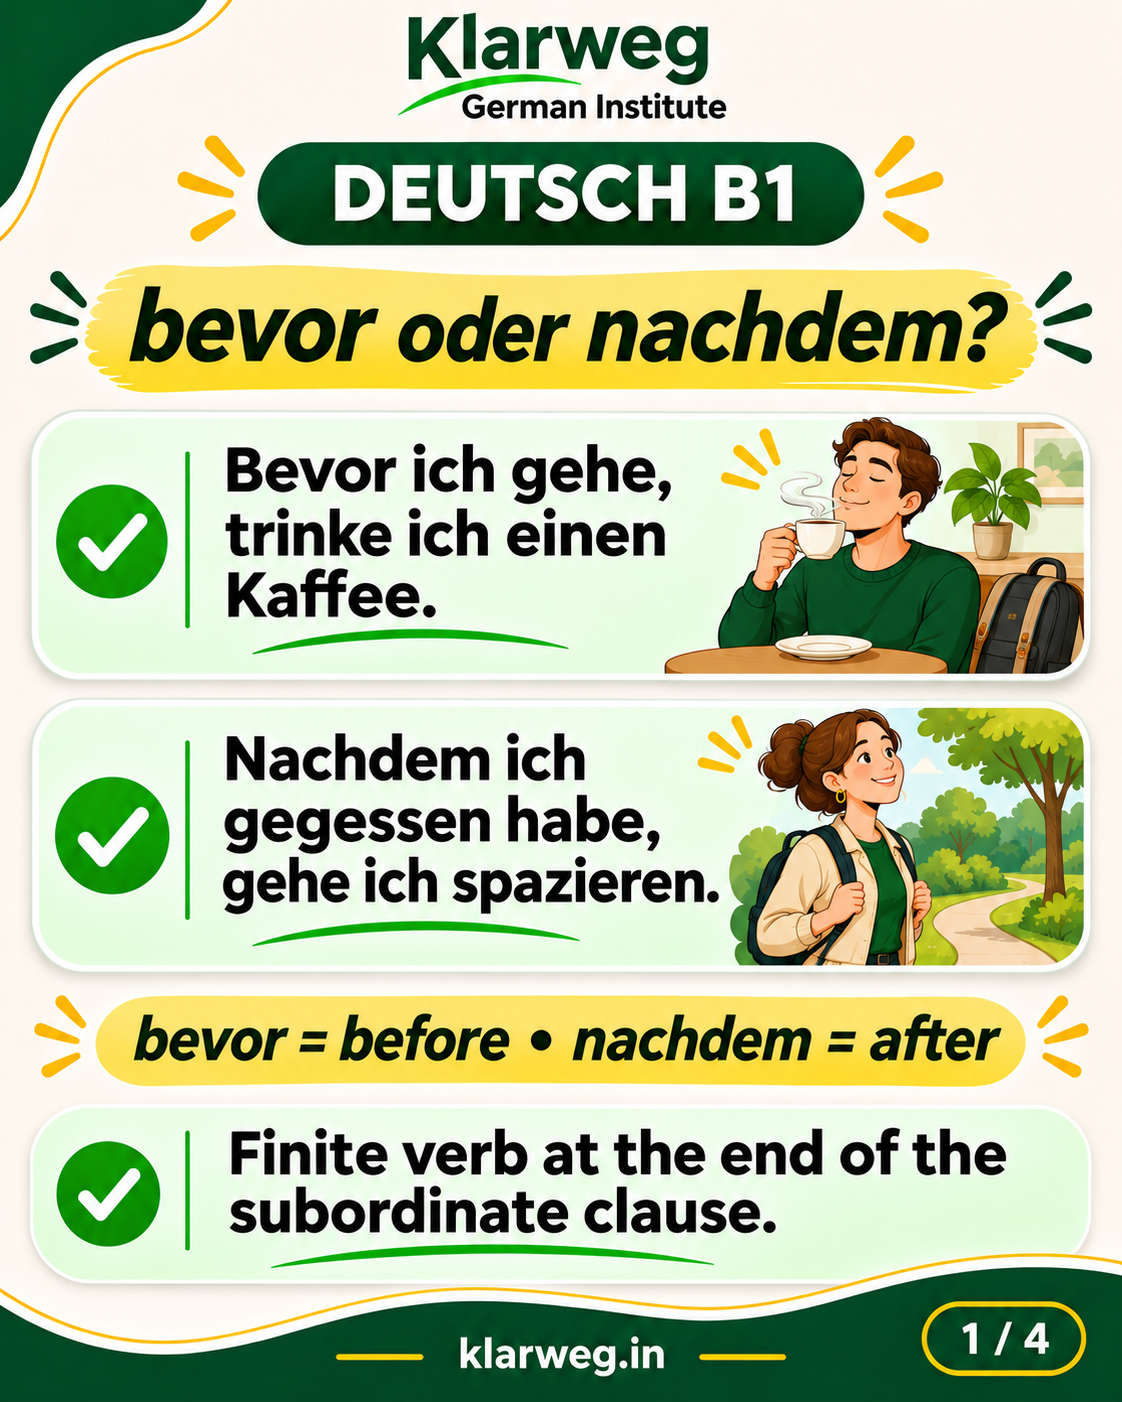 Klarweg
German Institute
DEUTSCH B1
bevor oder nachdem?
Bevor ich gehe,
trinke ich einen
Kaffee.
Nachdem ich
gegessen habe,
gehe ich spazieren.
bevor = before • nachdem = after
Finite verb at the end of the
subordinate clause.
klarweg.in
1 / 4